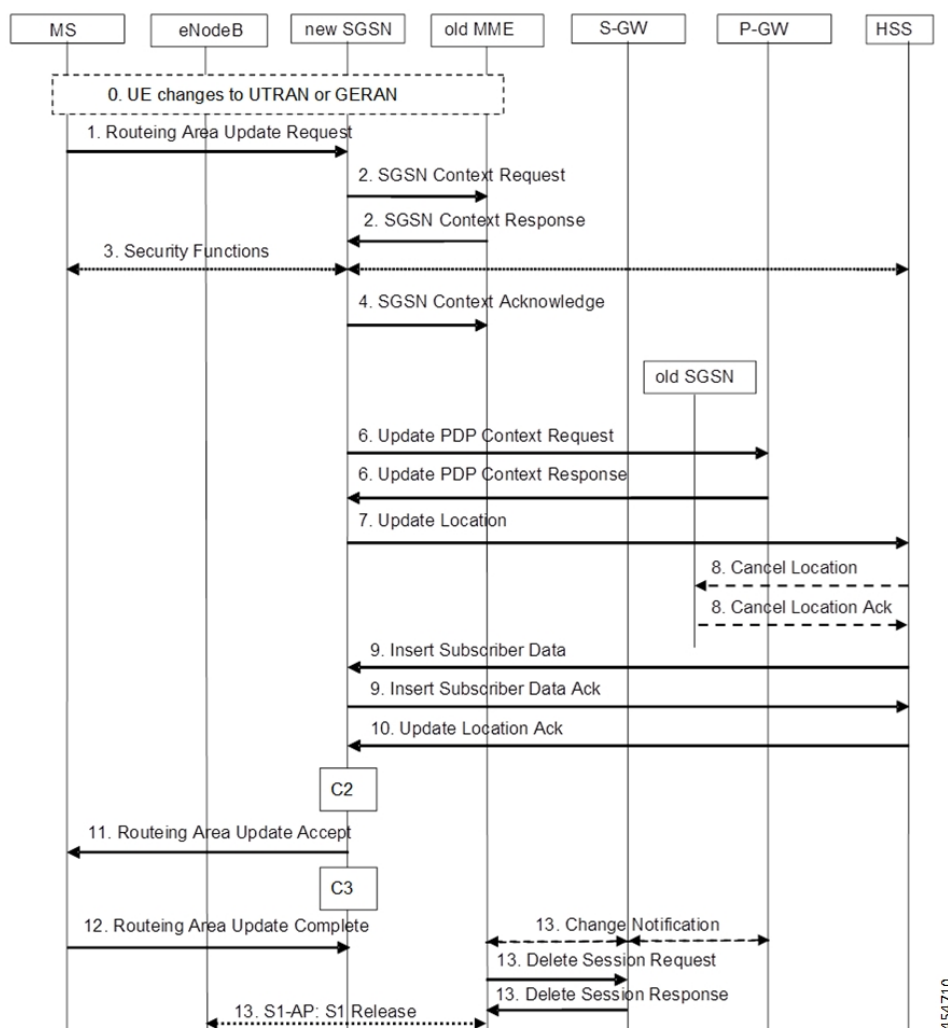 MS
eNodeB
new SGSN
old MME
S-GW
P-GW
HSS
0. UE changes to UTRAN or GERAN
1. Routeing Area Update Request
2. SGSN Context Request
2. SGSN Context Response
3. Security Functions
4. SGSN Context Acknowledge
old SGSN
6. Update PDP Context Request
6. Update PDP Context Response
7. Update Location
8. Cancel Location
8. Cancel Location Ack
9. Insert Subscriber Data
9. Insert Subscriber Data Ack
10. Update Location Ack
C2
11. Routeing Area Update Accept
C3
12. Routeing Area Update Complete
13. Change Notification
13. Delete Session Request
13. Delete Session Response
13. S1-AP: S1 Release